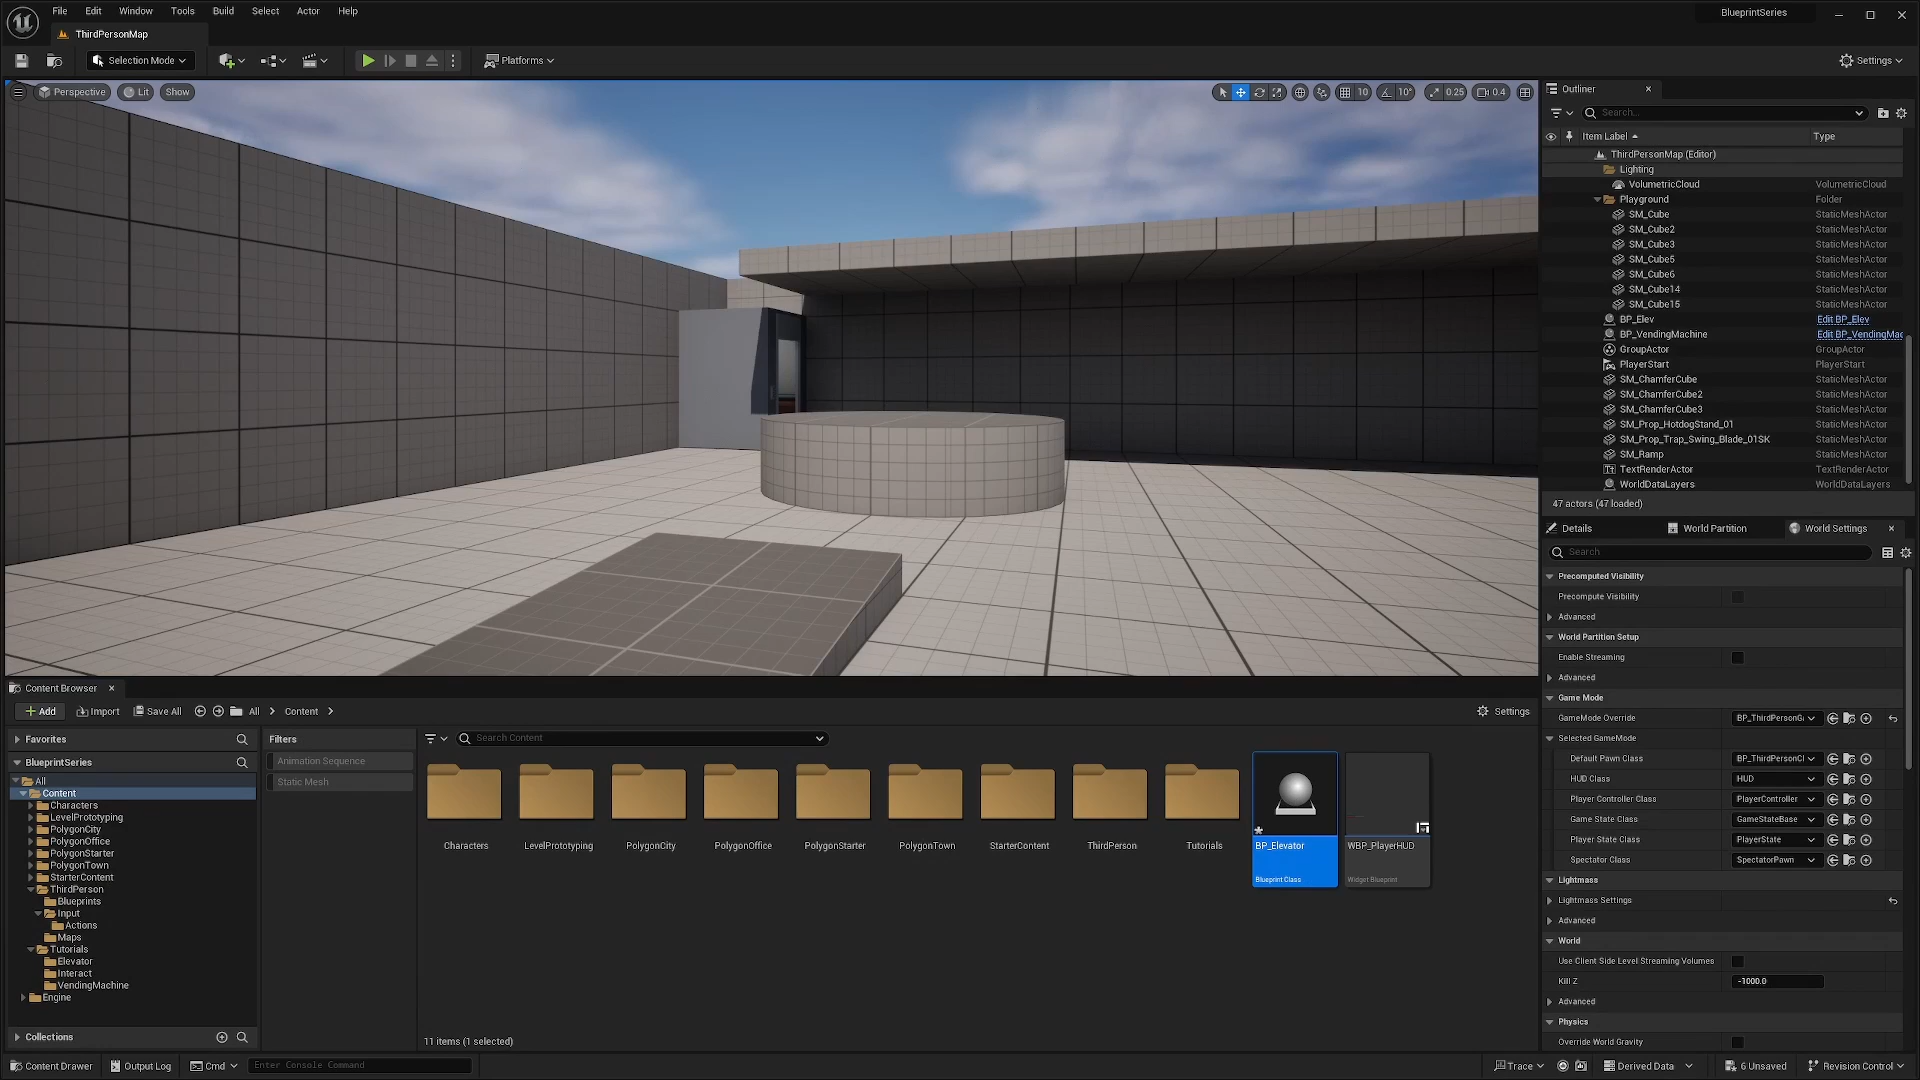 File Edit Window Tools Build Select Actor Help
BlueprintSeries
ThirdPersonMap
Selection Mode
Platforms
Settings
Perspective
Lit
Show
10
10°
0.25
0.4
Outliner
Search...
Item Label
Type
ThirdPersonMap (Editor)
Lighting
VolumetricCloud VolumetricCloud
Playground Folder
SM_Cube StaticMeshActor
SM_Cube2 StaticMeshActor
SM_Cube3 StaticMeshActor
SM_Cube5 StaticMeshActor
SM_Cube6 StaticMeshActor
SM_Cube14 StaticMeshActor
SM_Cube15 StaticMeshActor
BP_Elev Edit BP_Elev
BP_VendingMachine Edit BP_VendingMac
GroupActor GroupActor
PlayerStart PlayerStart
SM_ChamferCube StaticMeshActor
SM_ChamferCube2 StaticMeshActor
SM_ChamferCube3 StaticMeshActor
SM_Prop_HotdogStand_01 StaticMeshActor
SM_Prop_Trap_Swing_Blade_01SK StaticMeshActor
SM_Ramp StaticMeshActor
TextRenderActor TextRenderActor
WorldDataLayers WorldDataLayers
47 actors (47 loaded)
Details
World Partition
World Settings
Search
Precomputed Visibility
Precompute Visibility
Advanced
World Partition Setup
Enable Streaming
Advanced
Game Mode
GameMode Override BP_ThirdPersonG
Selected GameMode
Default Pawn Class BP_ThirdPersonCl
HUD Class HUD
Player Controller Class PlayerController
Game State Class GameStateBase
Player State Class PlayerState
Spectator Class SpectatorPawn
Lightmass
Lightmass Settings
Advanced
World
Use Client Side Level Streaming Volumes
Kill Z -1000.0
Advanced
Physics
Override World Gravity
Content Browser
Add
Import
Save All
All
Content
Settings
Favorites
BlueprintSeries
All
Content
Characters
LevelPrototyping
PolygonCity
PolygonOffice
PolygonStarter
PolygonTown
StarterContent
ThirdPerson
Blueprints
Input
Actions
Maps
Tutorials
Elevator
Interact
VendingMachine
Engine
Collections
Filters
Animation Sequence
Static Mesh
Search Content
Characters
LevelPrototyping
PolygonCity
PolygonOffice
PolygonStarter
PolygonTown
StarterContent
ThirdPerson
Tutorials
BP_Elevator
Blueprint Class
WBP_PlayerHUD
Widget Blueprint
11 items (1 selected)
Content Drawer
Output Log
Cmd
Enter Console Command
Trace
Derived Data
6 Unsaved
Revision Control